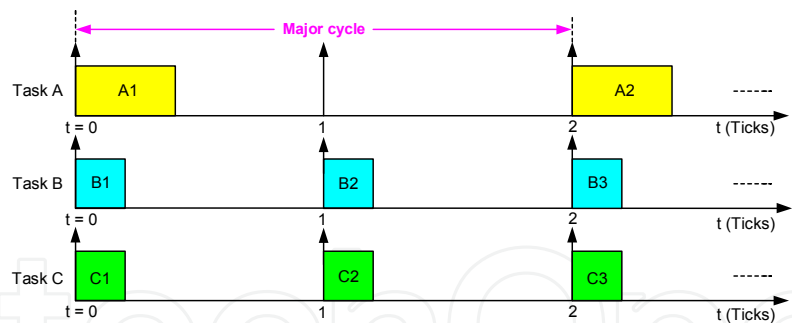 Major cycle
Task A
A1
A2
------
t = 0
1
2
t (Ticks)
Task B
B1
B2
B3
------
t = 0
1
2
t (Ticks)
Task C
C1
C2
C3
------
t = 0
1
2
t (Ticks)